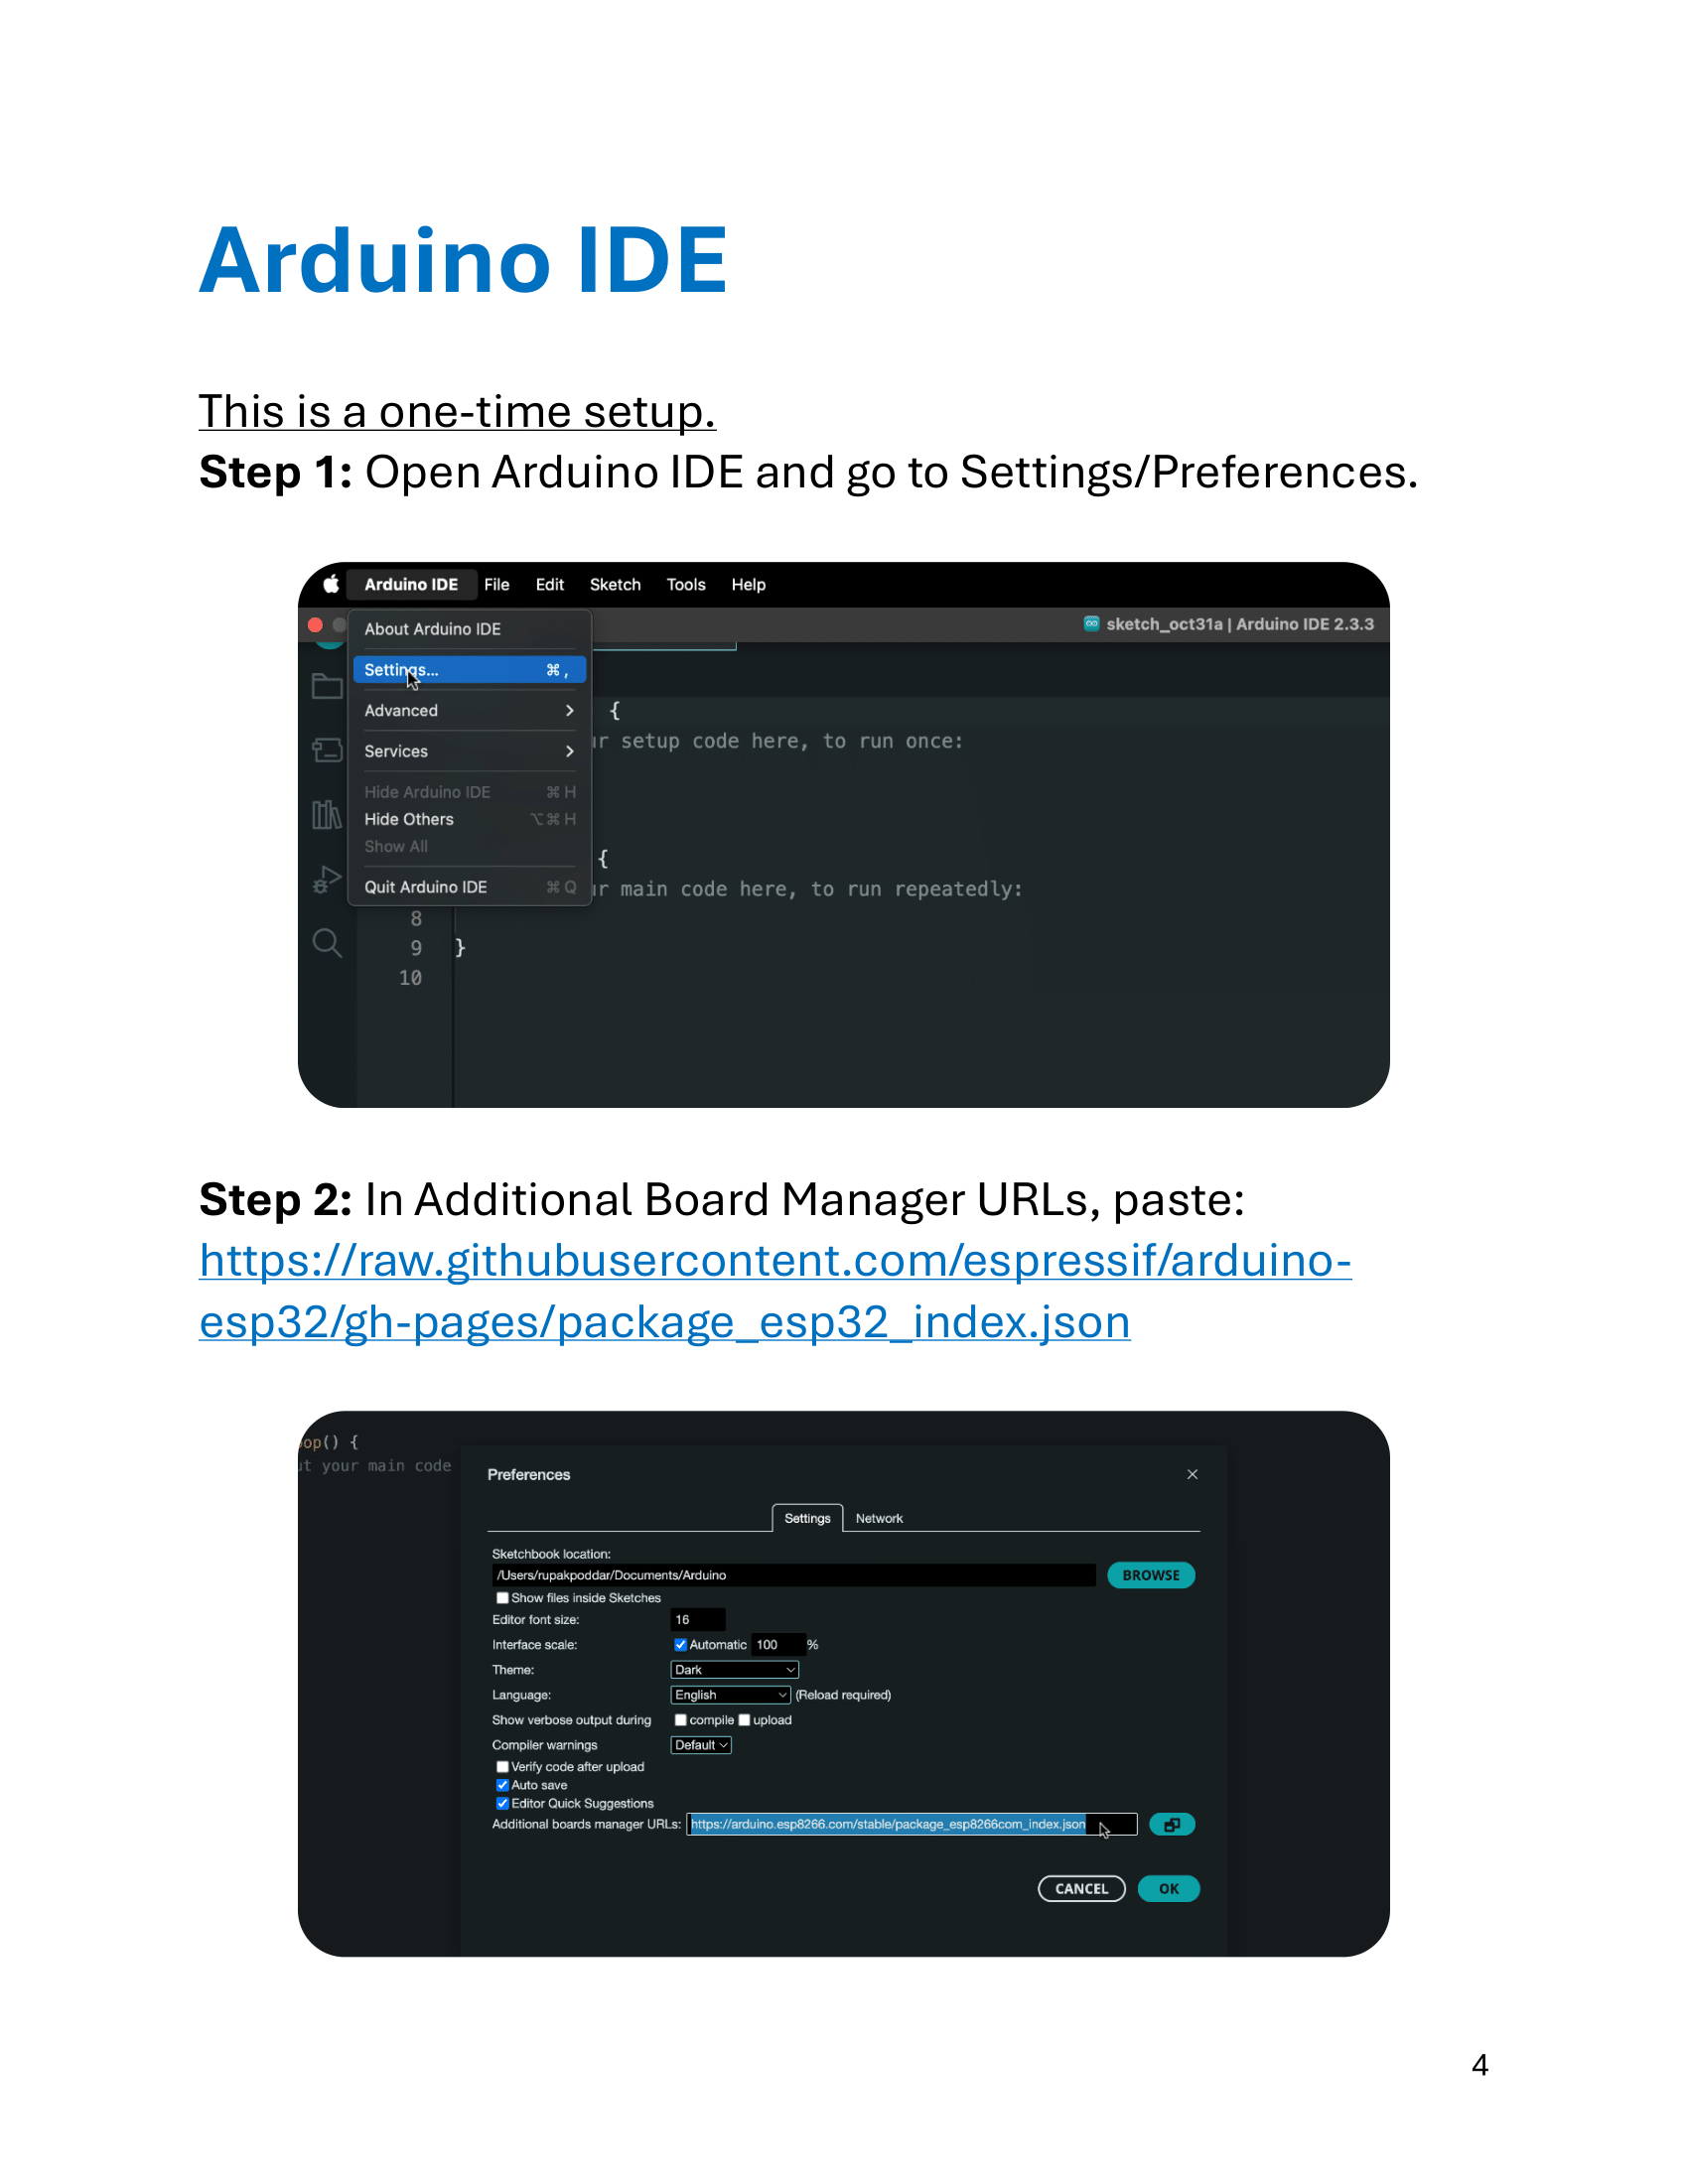 Arduino IDE
This is a one-time setup.
Step 1: Open Arduino IDE and go to Settings/Preferences.
Arduino IDE File Edit Sketch Tools Help
sketch_oct31a | Arduino IDE 2.3.3
About Arduino IDE
Settings... ⌘ ,
Advanced >
{
ur setup code here, to run once:
Services >
Hide Arduino IDE ⌘ H
Hide Others ⌥ ⌘ H
Show All
{
Quit Arduino IDE ⌘ Q
ur main code here, to run repeatedly:
8
9 }
10
Step 2: In Additional Board Manager URLs, paste:
https://raw.githubusercontent.com/espressif/arduino-
esp32/gh-pages/package_esp32_index.json
oop() {
ut your main code
Preferences
Settings Network
Sketchbook location:
/Users/rupakpoddar/Documents/Arduino BROWSE
Show files inside Sketches
Editor font size: 16
Interface scale: Automatic 100 %
Theme: Dark
Language: English (Reload required)
Show verbose output during compile upload
Compiler warnings Default
Verify code after upload
Auto save
Editor Quick Suggestions
Additional boards manager URLs: https://arduino.esp8266.com/stable/package_esp8266com_index.json
CANCEL OK
4